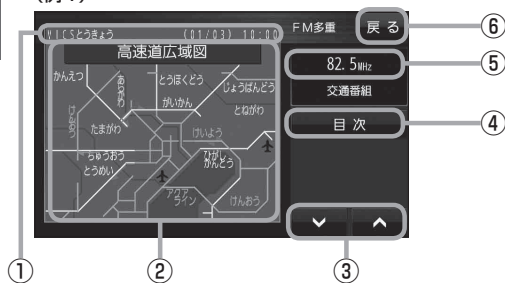 VICSとうきょう (01/03) 10:00
FM多重
戻る
⑥
高速道広域図
82.5MHz
⑤
かんえつ
とうほくどう
じょうばんどう
交通番組
がいかん
とねがわ
目次
④
たまがわ
けいよう
ちゅうおう
ひがし
かんどう
とうめい
アクア
ライン
けんおう
①
②
③